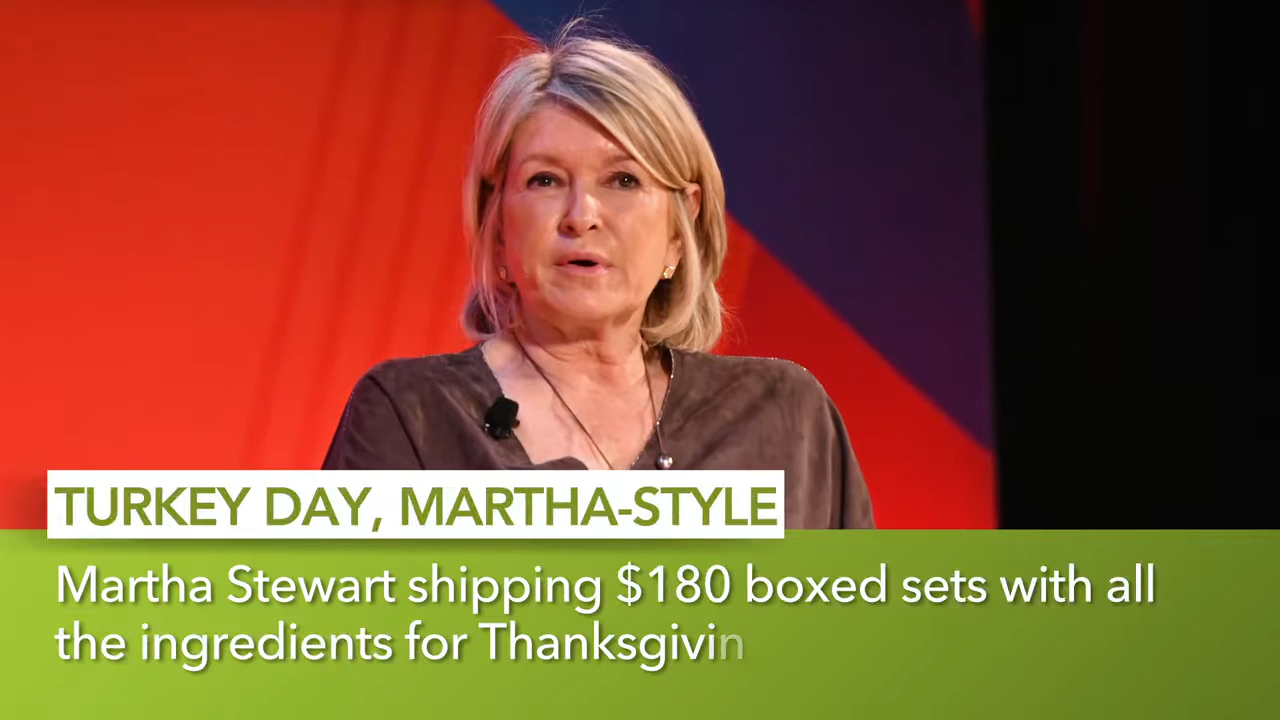 TURKEY DAY, MARTHA-STYLE
Martha Stewart shipping $180 boxed sets with all
the ingredients for Thanksgivin